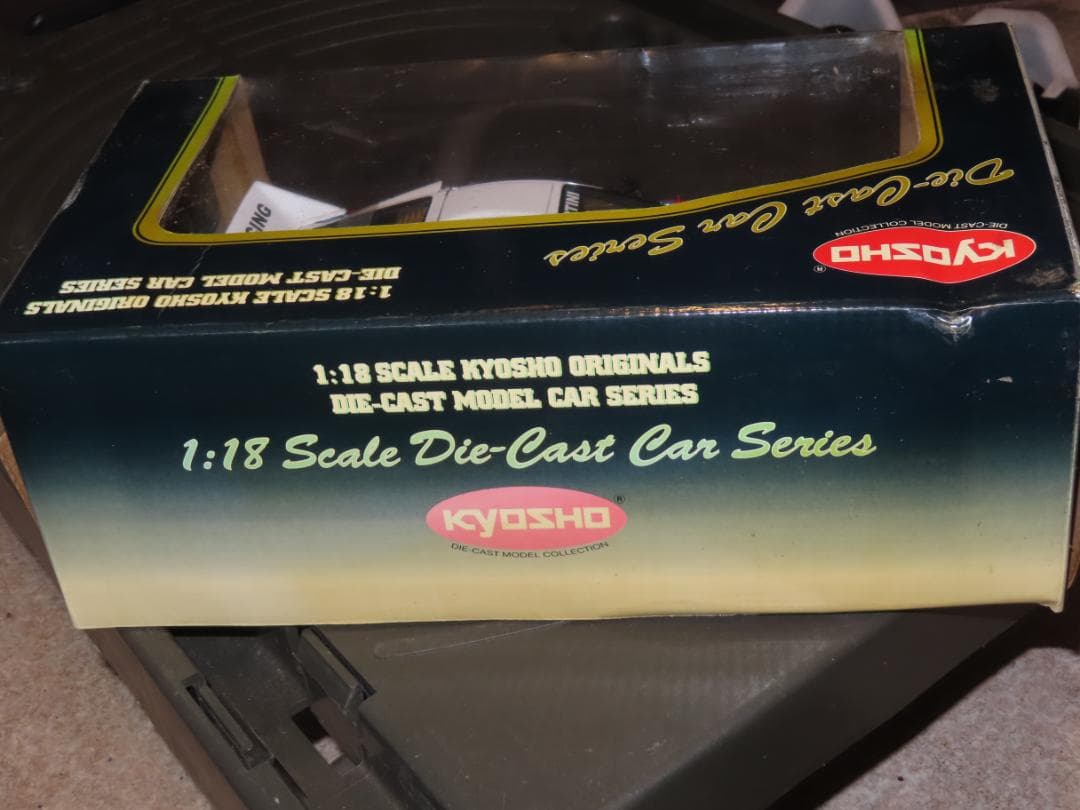 CING
TINI
Die-Cast Car Series
KYOSHO®
DIE-CAST MODEL COLLECTION
1:18 SCALE KYOSHO ORIGINALS
DIE-CAST MODEL CAR SERIES
1:18 SCALE KYOSHO ORIGINALS
DIE-CAST MODEL CAR SERIES
1:18 Scale Die-Cast Car Series
KYOSHO®
DIE-CAST MODEL COLLECTION